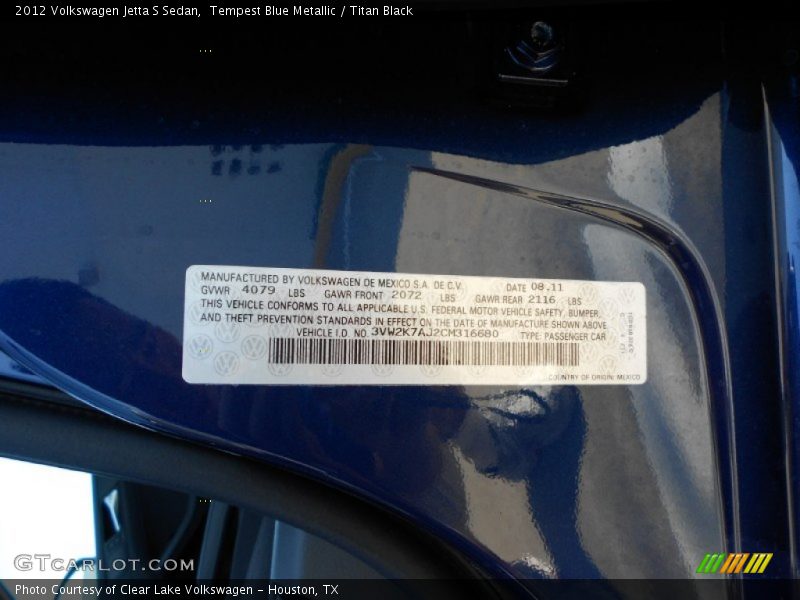 2012 Volkswagen Jetta S Sedan,  Tempest Blue Metallic / Titan Black
MANUFACTURED BY VOLKSWAGEN DE MEXICO S.A. DE C.V. DATE 08.11
GVWR 4079 LBS GAWR FRONT 2072 LBS GAWR REAR 2116 LBS
THIS VEHICLE CONFORMS TO ALL APPLICABLE U.S. FEDERAL MOTOR VEHICLE SAFETY, BUMPER,
AND THEFT PREVENTION STANDARDS IN EFFECT ON THE DATE OF MANUFACTURE SHOWN ABOVE
VEHICLE I.D. NO. 3VW2K7AJ2CM316680 TYPE: PASSENGER CAR
COUNTRY OF ORIGIN: MEXICO
GTCARLOT.COM
Photo Courtesy of Clear Lake Volkswagen - Houston, TX